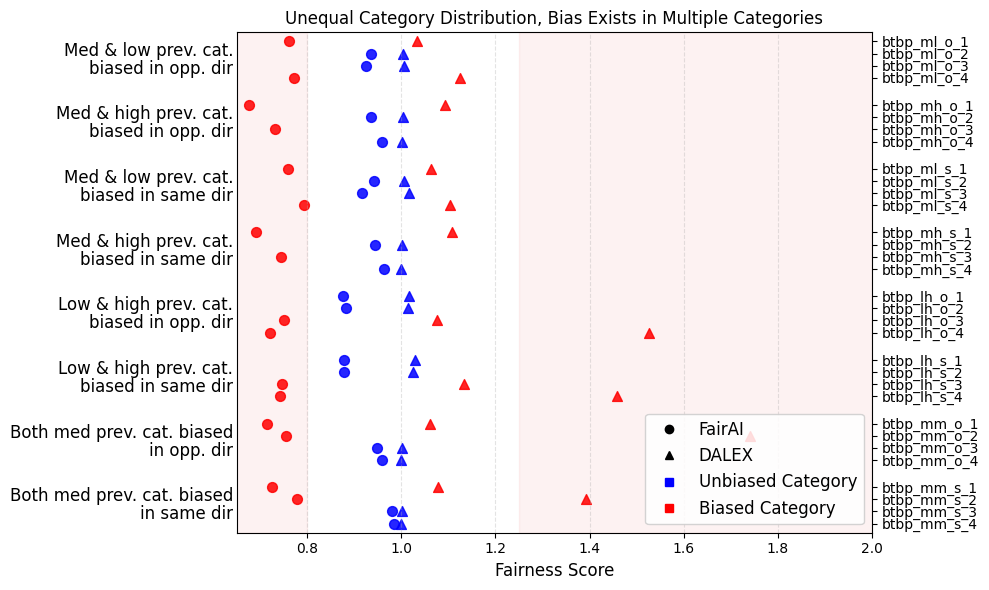 Unequal Category Distribution, Bias Exists in Multiple Categories
Med & low prev. cat.
biased in opp. dir
btbp_ml_o_1
btbp_ml_o_2
btbp_ml_o_3
btbp_ml_o_4
Med & high prev. cat.
biased in opp. dir
btbp_mh_o_1
btbp_mh_o_2
btbp_mh_o_3
btbp_mh_o_4
Med & low prev. cat.
biased in same dir
btbp_ml_s_1
btbp_ml_s_2
btbp_ml_s_3
btbp_ml_s_4
Med & high prev. cat.
biased in same dir
btbp_mh_s_1
btbp_mh_s_2
btbp_mh_s_3
btbp_mh_s_4
Low & high prev. cat.
biased in opp. dir
btbp_lh_o_1
btbp_lh_o_2
btbp_lh_o_3
btbp_lh_o_4
Low & high prev. cat.
biased in same dir
btbp_lh_s_1
btbp_lh_s_2
btbp_lh_s_3
btbp_lh_s_4
Both med prev. cat. biased
in opp. dir
btbp_mm_o_1
btbp_mm_o_2
btbp_mm_o_3
btbp_mm_o_4
Both med prev. cat. biased
in same dir
btbp_mm_s_1
btbp_mm_s_2
btbp_mm_s_3
btbp_mm_s_4
FairAI
DALEX
Unbiased Category
Biased Category
0.8 1.0 1.2 1.4 1.6 1.8 2.0
Fairness Score